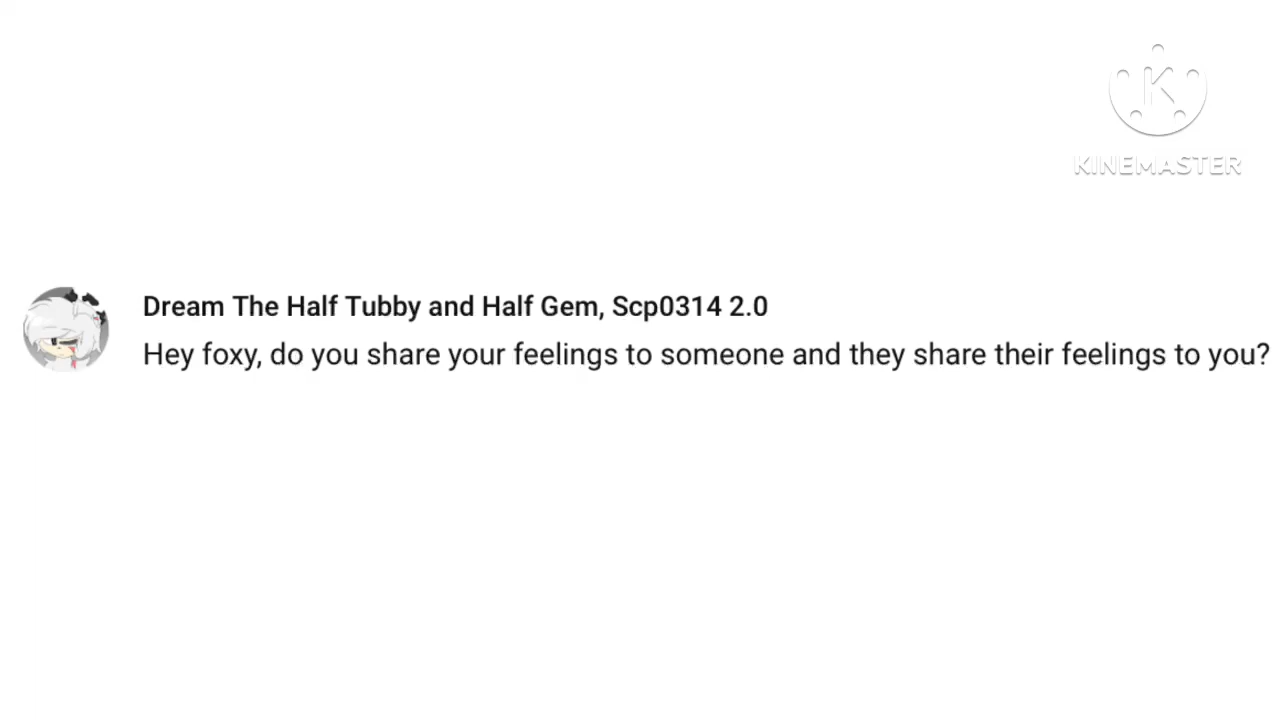 KINEMASTER
Dream The Half Tubby and Half Gem, Scp0314 2.0
Hey foxy, do you share your feelings to someone and they share their feelings to you?